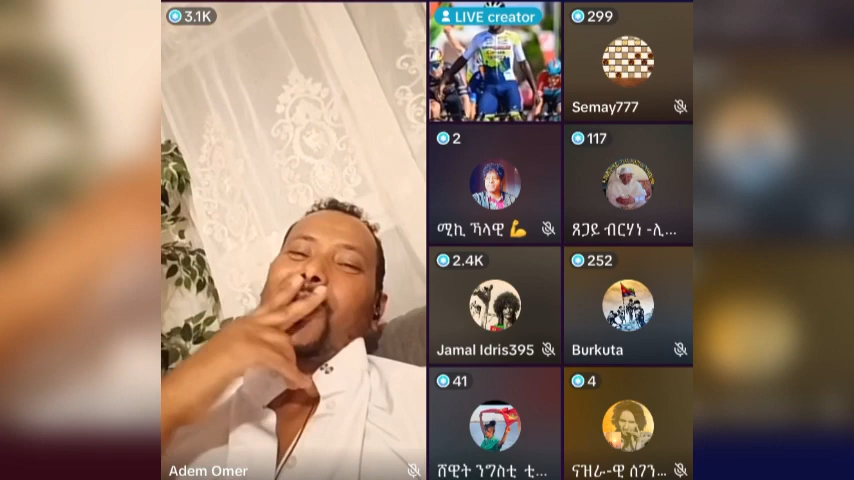 3.1K
LIVE creator
299
Semay777
2
ሚኪ ኻላዊ 💪
117
ጸጋይ ብርሃነ -ሊ...
2.4K
Jamal Idris395
252
Burkuta
41
ሸዊት ንግስቲ ቲ...
4
ናዝራ-ዊ ሰገን...
Adem Omer